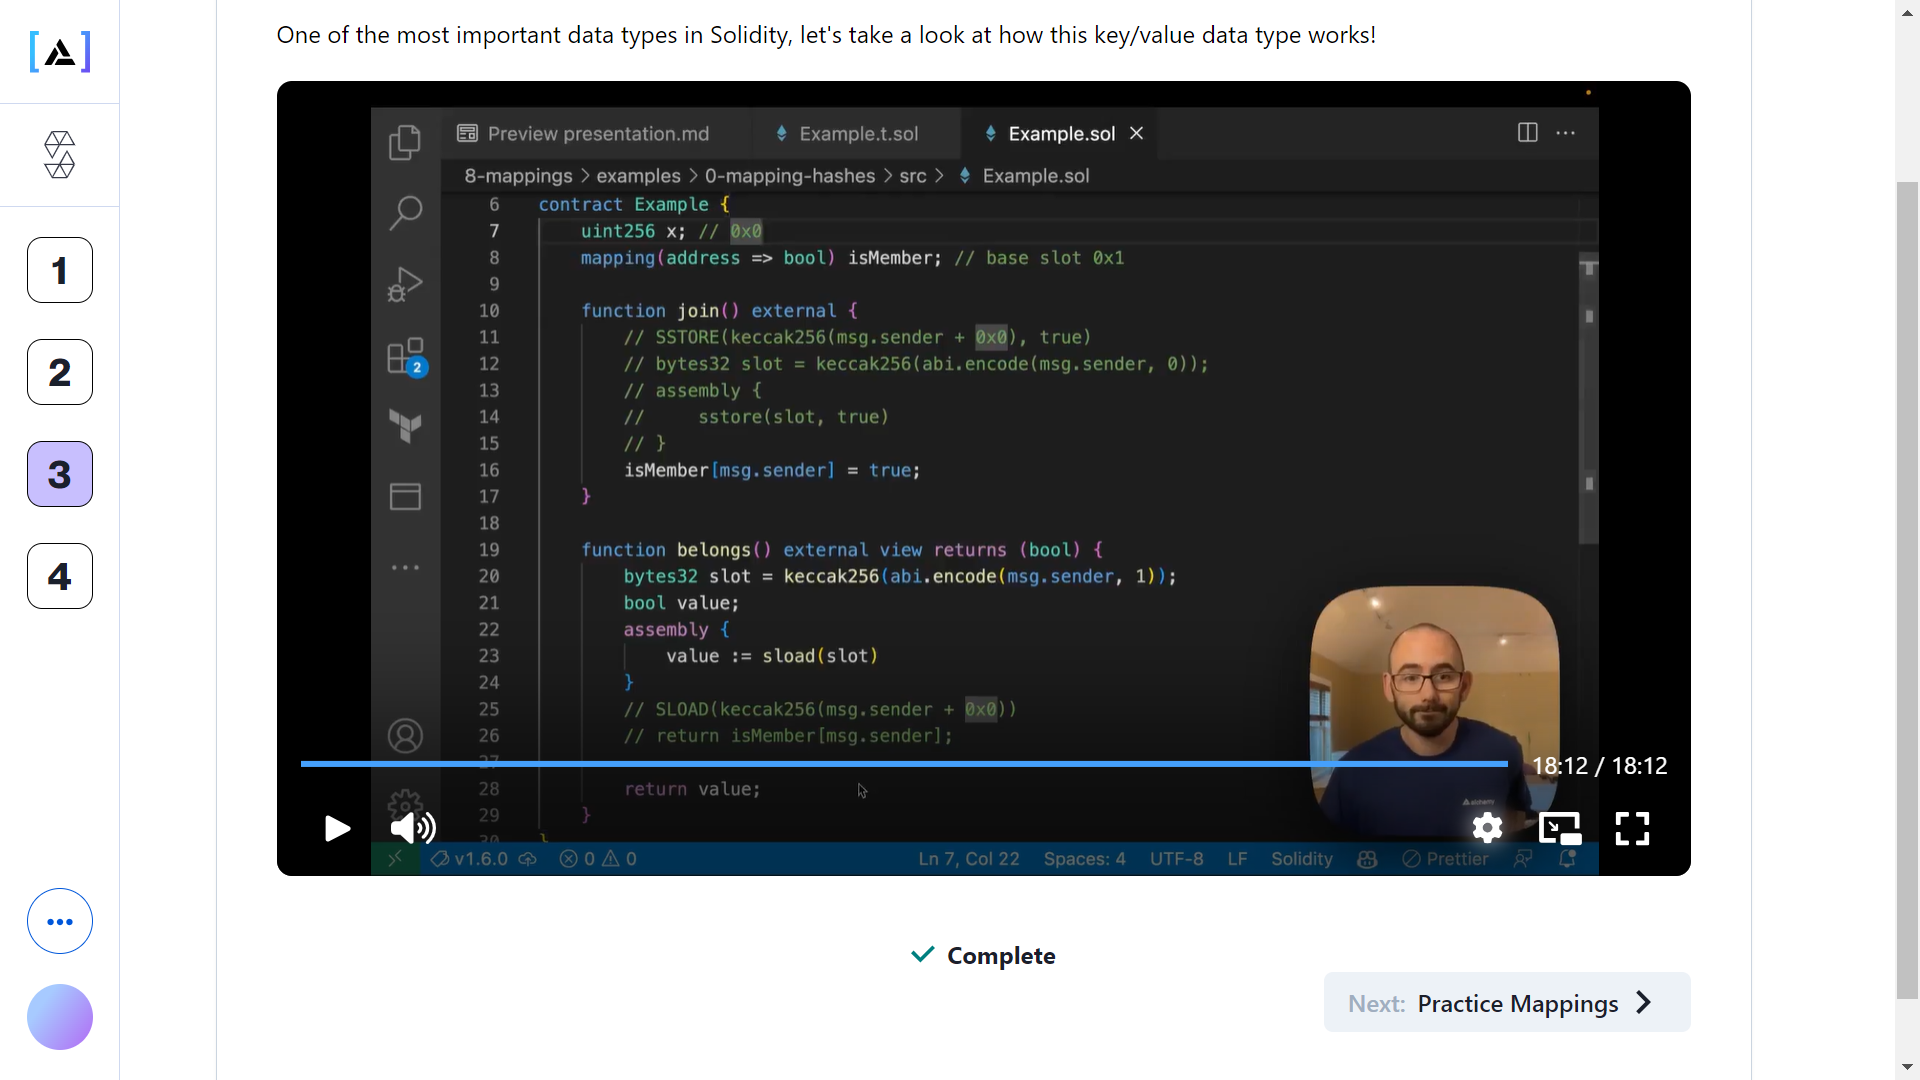 One of the most important data types in Solidity, let's take a look at how this key/value data type works!
1
2
3
4
Preview presentation.md
Example.t.sol
Example.sol
8-mappings > examples > 0-mapping-hashes > src > Example.sol
2
6 contract Example {
7 uint256 x; // 0x0
8 mapping(address => bool) isMember; // base slot 0x1
9
10 function join() external {
11 // SSTORE(keccak256(msg.sender + 0x0), true)
12 // bytes32 slot = keccak256(abi.encode(msg.sender, 0));
13 // assembly {
14 // sstore(slot, true)
15 // }
16 isMember[msg.sender] = true;
17 }
18
19 function belongs() external view returns (bool) {
20 bytes32 slot = keccak256(abi.encode(msg.sender, 1));
21 bool value;
22 assembly {
23 value := sload(slot)
24 }
25 // SLOAD(keccak256(msg.sender + 0x0))
26 // return isMember[msg.sender];
27
28 return value;
29 }
30 }
alchemy
18:12 / 18:12
v1.6.0
0
0
Ln 7, Col 22
Spaces: 4
UTF-8
LF
Solidity
Prettier
Complete
Next: Practice Mappings